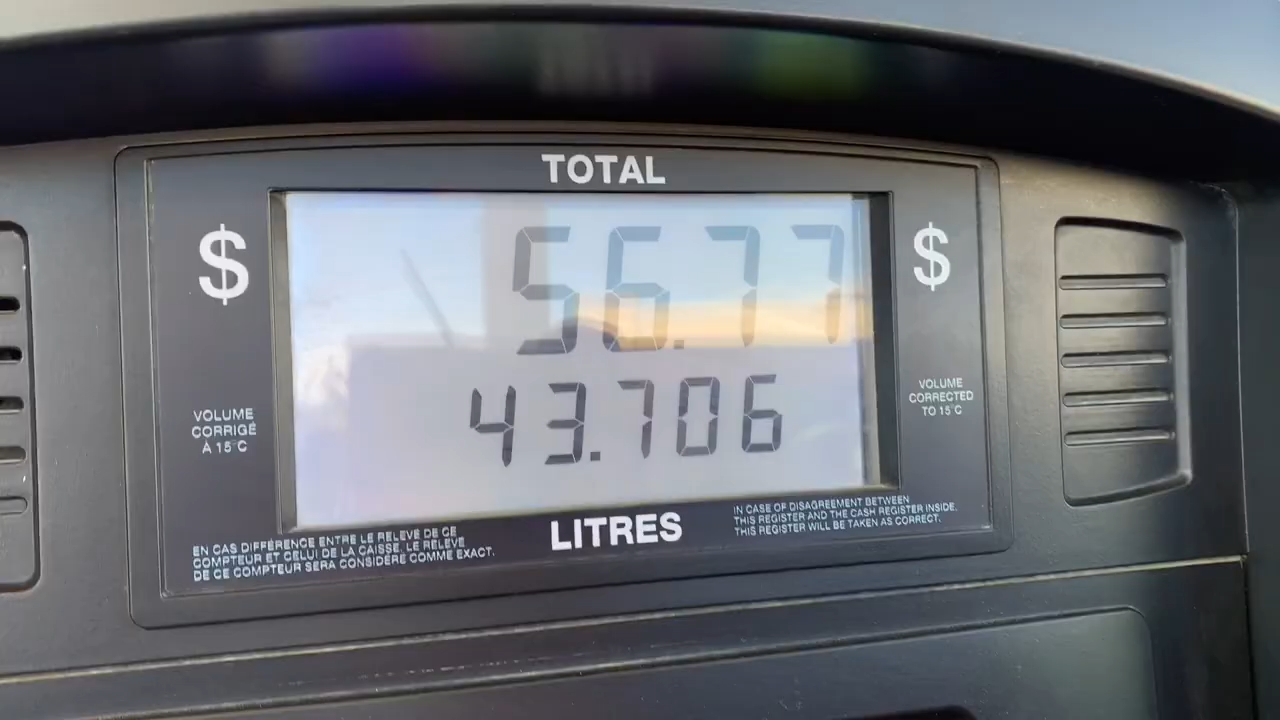 TOTAL
$ 56.77 $
43.706
VOLUME
CORRIGÉ
À 15°C
VOLUME
CORRECTED
TO 15°C
LITRES
EN CAS DIFFÉRENCE ENTRE LE RELEVÉ DE CE
COMPTEUR ET CELUI DE LA CAISSE, LE RELEVÉ
DE CE COMPTEUR SERA CONSIDÉRÉ COMME EXACT.
IN CASE OF DISAGREEMENT BETWEEN
THIS REGISTER AND THE CASH REGISTER INSIDE,
THIS REGISTER WILL BE TAKEN AS CORRECT.